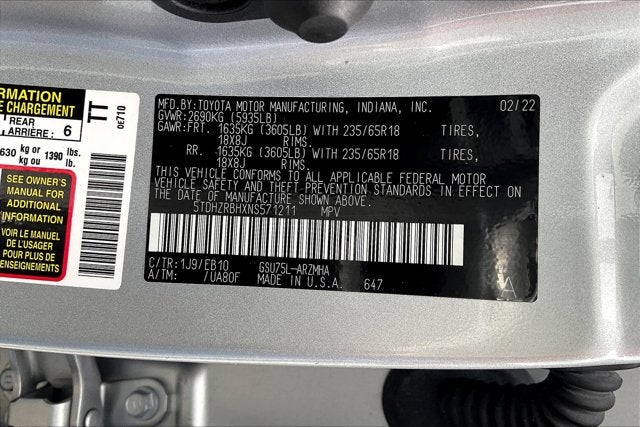 RMATION
E CHARGEMENT
REAR
ARRIÈRE: 6
TT
0E710
630 kg or 1390 lbs.
kg ou lb.
SEE OWNER'S
MANUAL FOR
ADDITIONAL
INFORMATION
VOIR LE
MANUEL DE
L'USAGER
POUR PLUS DE
RENSEIGNEMENTS
MFD.BY:TOYOTA MOTOR MANUFACTURING, INDIANA, INC. 02/22
GVWR:2690KG (5935LB)
GAWR:FRT. 1635KG (3605LB) WITH 235/65R18 TIRES,
18X8J RIMS.
RR. 1635KG (3605LB) WITH 235/65R18 TIRES,
18X8J RIMS.
THIS VEHICLE CONFORMS TO ALL APPLICABLE FEDERAL MOTOR
VEHICLE SAFETY AND THEFT PREVENTION STANDARDS IN EFFECT ON
THE DATE OF MANUFACTURE SHOWN ABOVE.
5TDHZRBHXNS571211 MPV
C/TR:1J9/EB10 GSU75L-ARZMHA
A/TM: /UA80F MADE IN U.S.A. 647
A